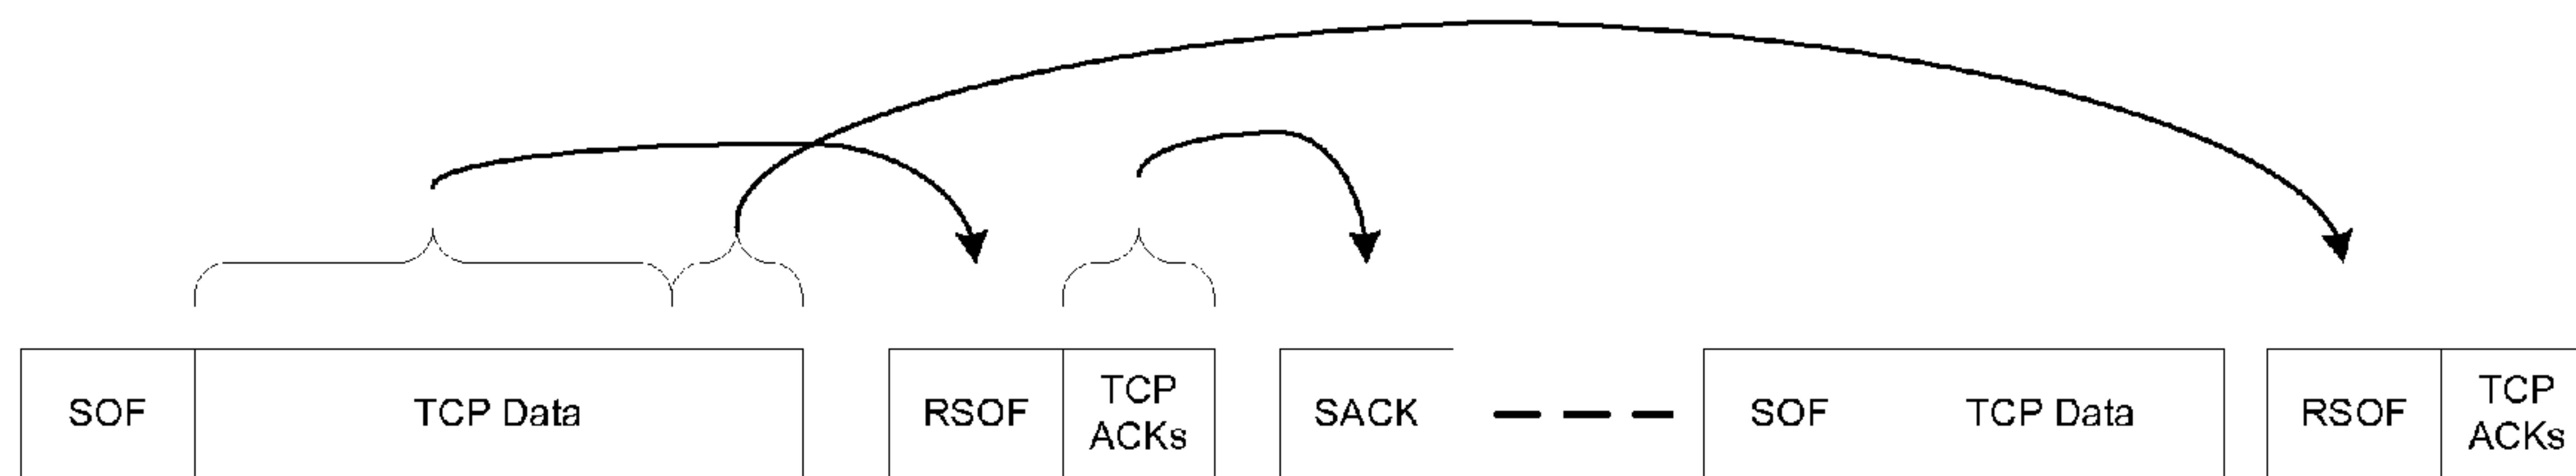 SOF
TCP Data
RSOF
TCP
ACKs
SACK
SOF
TCP Data
RSOF
TCP
ACKs